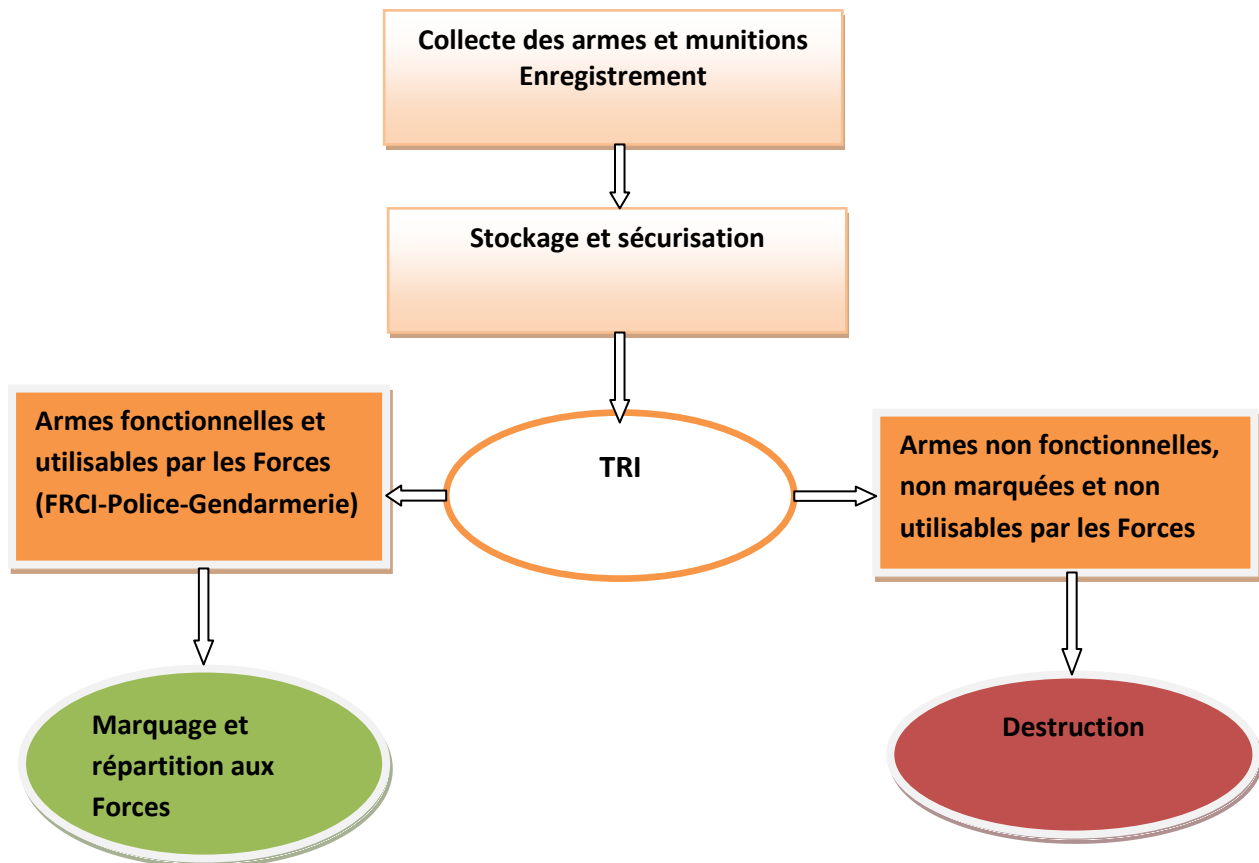 Collecte des armes et munitions
Enregistrement
Stockage et sécurisation
TRI
Armes fonctionnelles et
utilisables par les Forces
(FRCI-Police-Gendarmerie)
Armes non fonctionnelles,
non marquées et non
utilisables par les Forces
Marquage et
répartition aux
Forces
Destruction